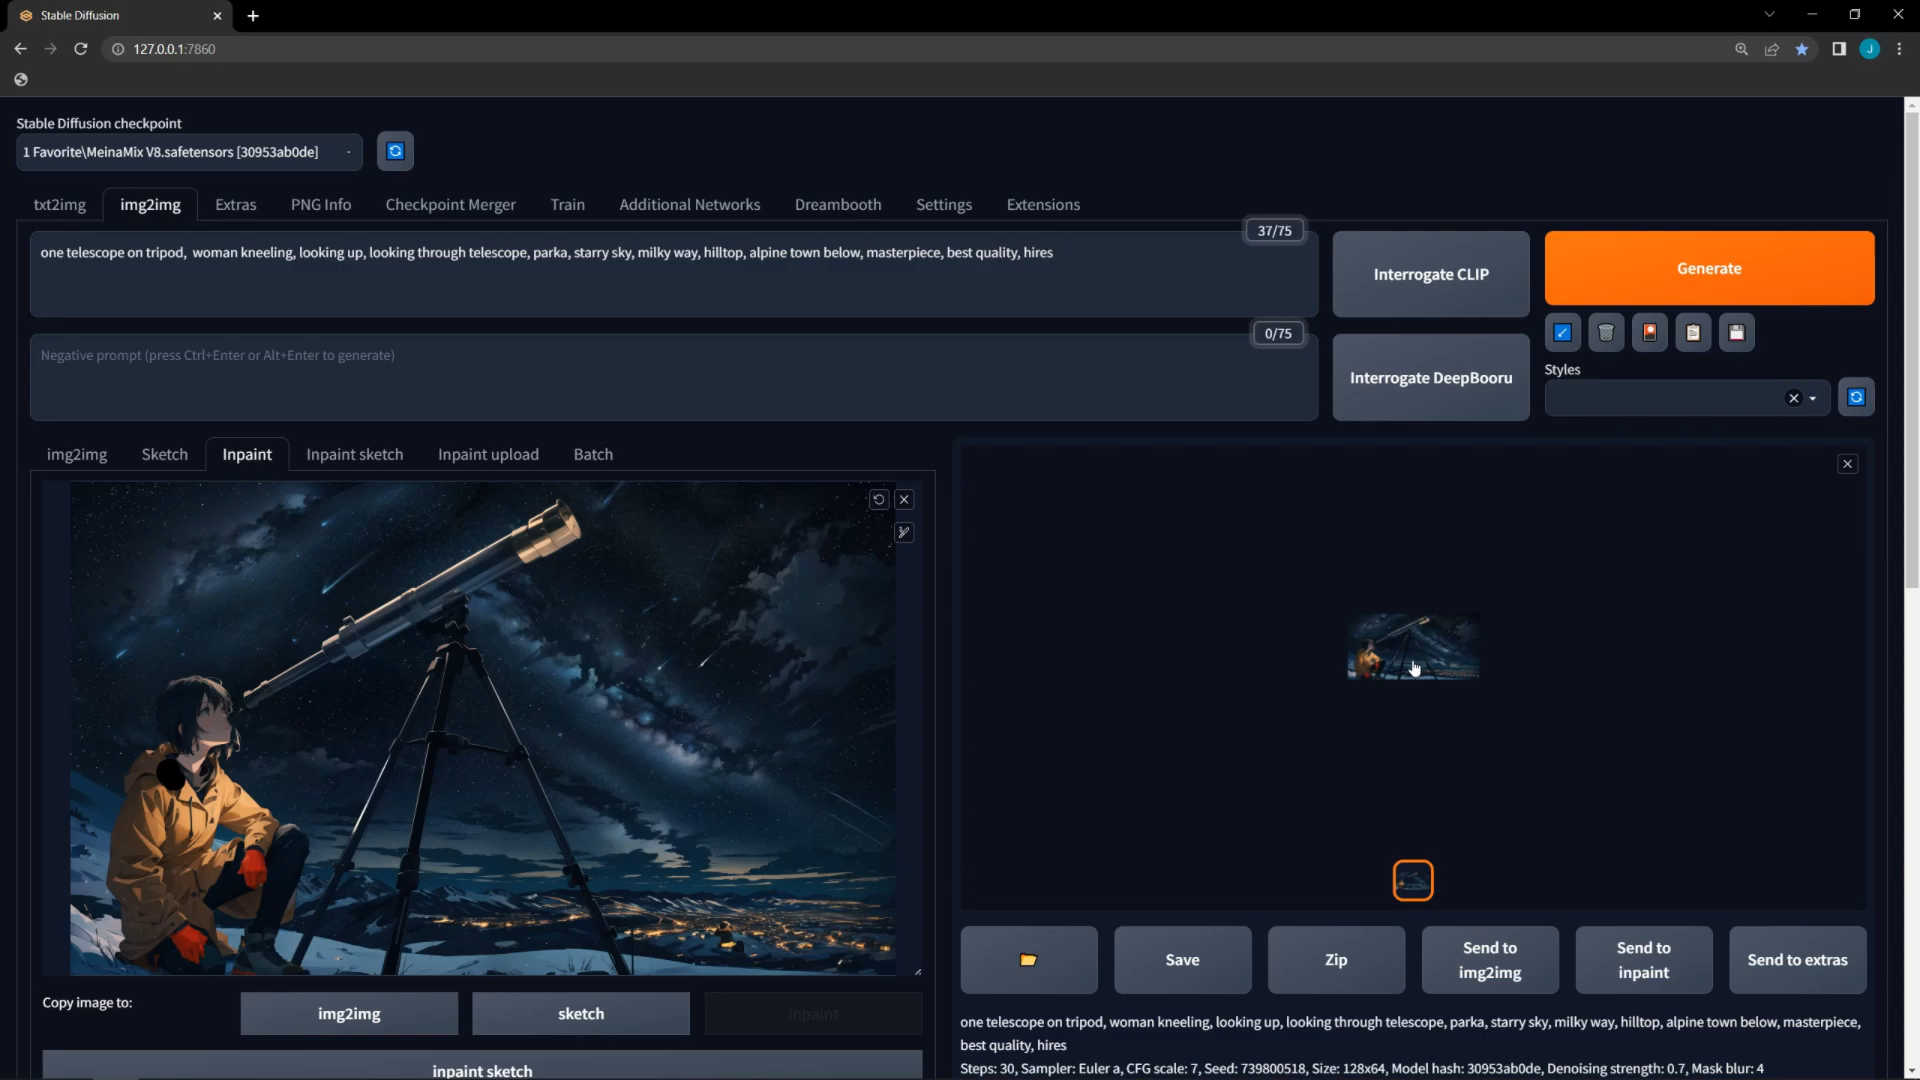 Stable Diffusion
127.0.0.1:7860
J
Stable Diffusion checkpoint
1 Favorite\MeinaMix V8.safetensors [30953ab0de]
txt2img img2img Extras PNG Info Checkpoint Merger Train Additional Networks Dreambooth Settings Extensions
37/75
one telescope on tripod, woman kneeling, looking up, looking through telescope, parka, starry sky, milky way, hilltop, alpine town below, masterpiece, best quality, hires
Interrogate CLIP
Generate
0/75
Negative prompt (press Ctrl+Enter or Alt+Enter to generate)
Interrogate DeepBooru
Styles
img2img Sketch Inpaint Inpaint sketch Inpaint upload Batch
Save Zip Send to img2img Send to inpaint Send to extras
Copy image to:
img2img sketch inpaint
inpaint sketch
one telescope on tripod, woman kneeling, looking up, looking through telescope, parka, starry sky, milky way, hilltop, alpine town below, masterpiece,
best quality, hires
Steps: 30, Sampler: Euler a, CFG scale: 7, Seed: 739800518, Size: 128x64, Model hash: 30953ab0de, Denoising strength: 0.7, Mask blur: 4